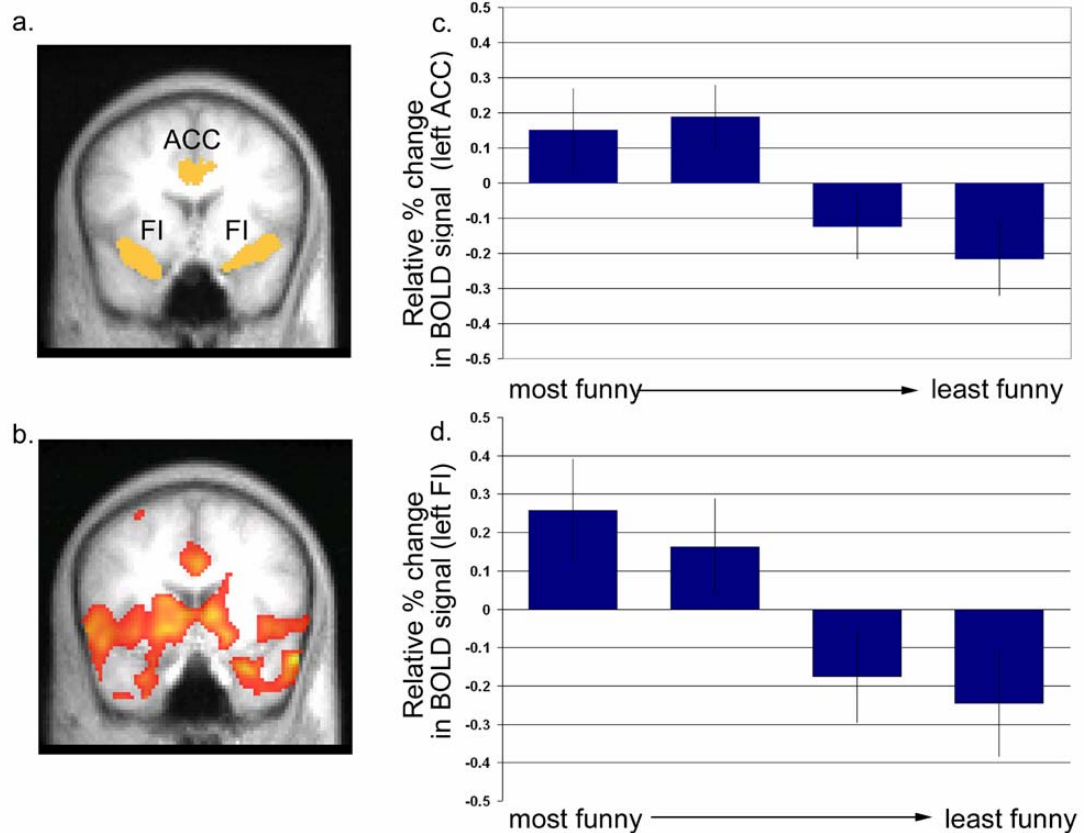 a.
ACC
FI FI
b.
c.
Relative % change
in BOLD signal (left ACC)
0.5
0.4
0.3
0.2
0.1
0
-0.1
-0.2
-0.3
-0.4
-0.5
most funny least funny
d.
Relative % change
in BOLD signal (left FI)
0.5
0.4
0.3
0.2
0.1
0
-0.1
-0.2
-0.3
-0.4
-0.5
most funny least funny